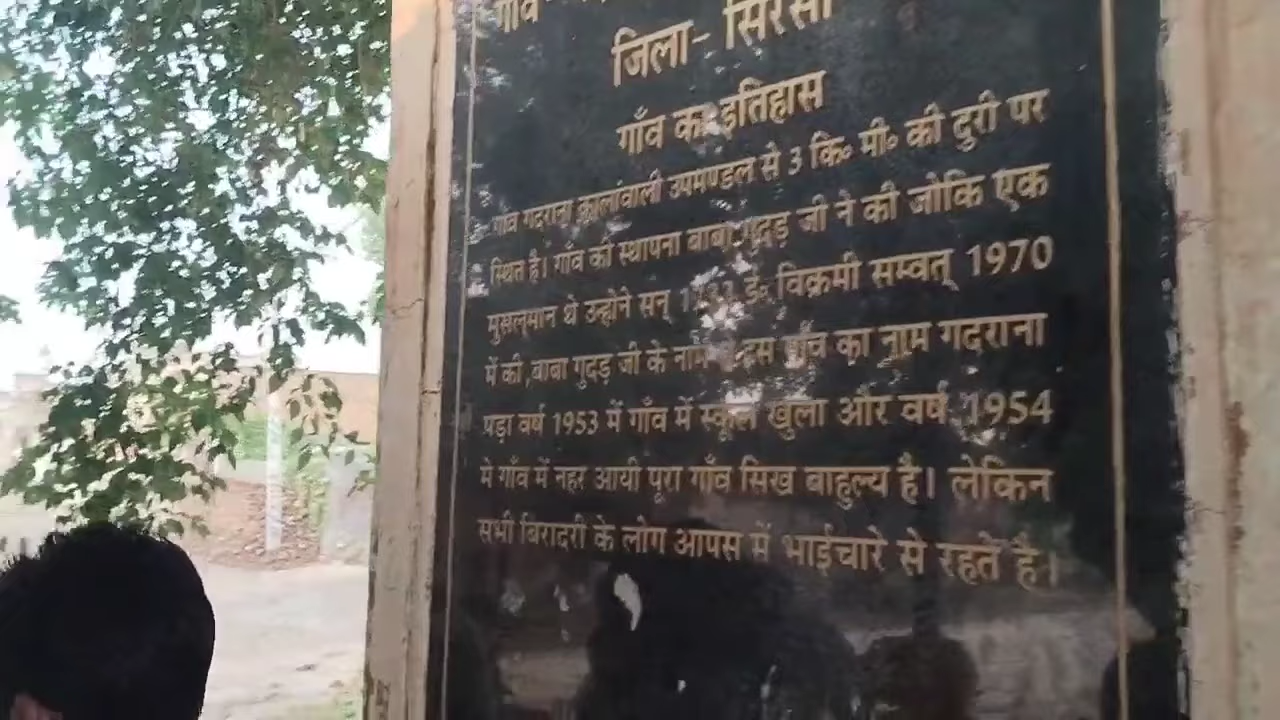 गाँव
जिला- सिरसा
गाँव का इतिहास
गांव गदराना कालांवाली उपमण्डल से 3 कि० मी० की दुरी पर
स्थित है। गाँव की स्थापना बाबा गुदड़ जी ने की जोकि एक
मुसलमान थे उन्होने सन् ई० विक्रमी सम्वत् 1970
में की,बाबा गुदड़ जी के नाम इस गाँव का नाम गदराना
पड़ा वर्ष 1953 में गाँव में स्कूल खुला और वर्ष 1954
मे गाँव में नहर आयी पूरा गाँव सिख बाहुल्य है। लेकिन
सभी बिरादरी के लोग आपस में भाईचारे से रहतें है।